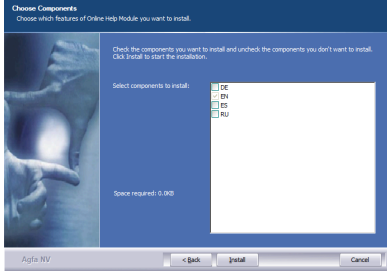 Choose Components
Choose which features of Online Help Module you want to install.
Check the components you want to install and uncheck the components you don't want to install.
Click Install to start the installation.
Select components to install:
DE
EN
ES
RU
Space required: 0.0KB
Agfa NV
< Back
Install
Cancel